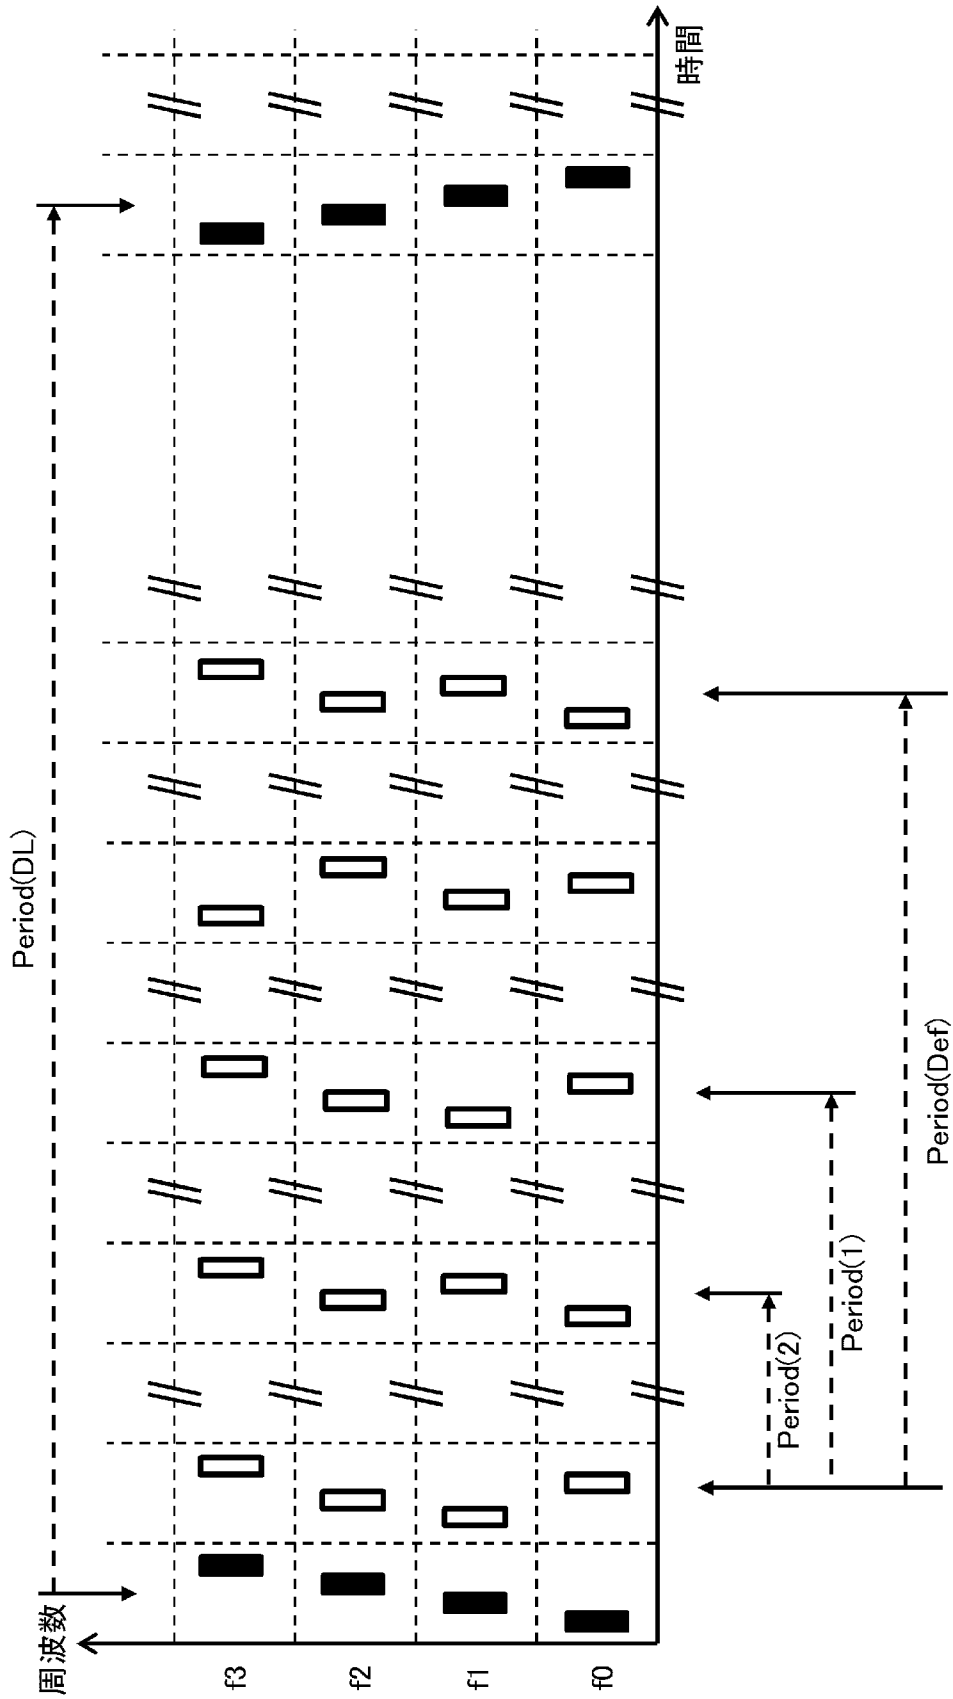 Period(DL)
周波数
f3
f2
f1
f0
時間
Period(2)
Period(1)
Period(Def)